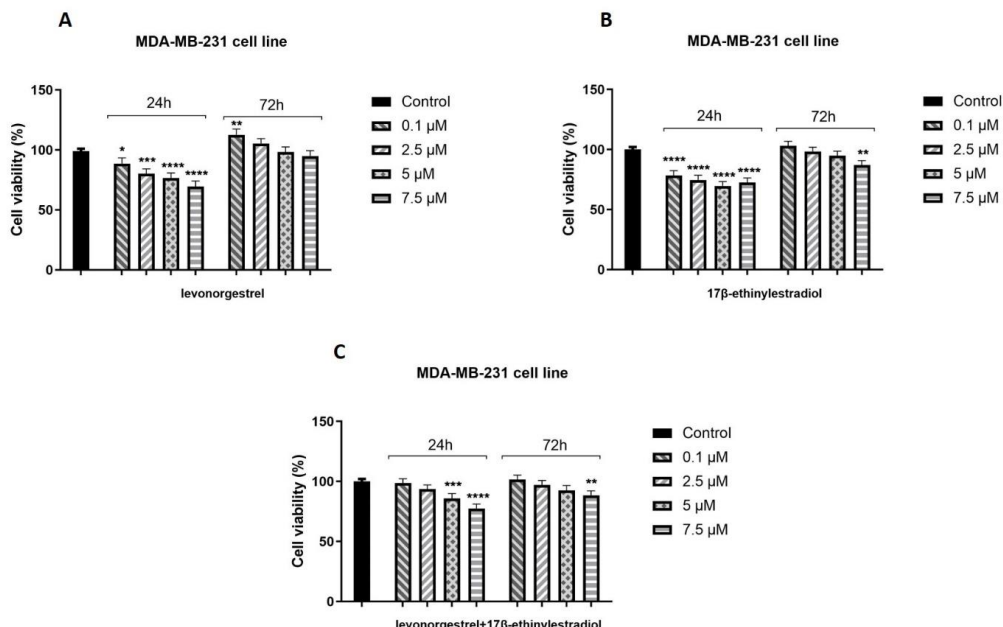 A
MDA-MB-231 cell line
Cell viability (%)
150
100
50
0
24h
72h
*
***
****
****
**
levonorgestrel
Control
0.1 µM
2.5 µM
5 µM
7.5 µM
B
MDA-MB-231 cell line
Cell viability (%)
150
100
50
0
24h
72h
****
****
****
****
**
17β-ethinylestradiol
Control
0.1 µM
2.5 µM
5 µM
7.5 µM
C
MDA-MB-231 cell line
Cell viability (%)
150
100
50
0
24h
72h
***
****
**
levonorgestrel+17β-ethinylestradiol
Control
0.1 µM
2.5 µM
5 µM
7.5 µM